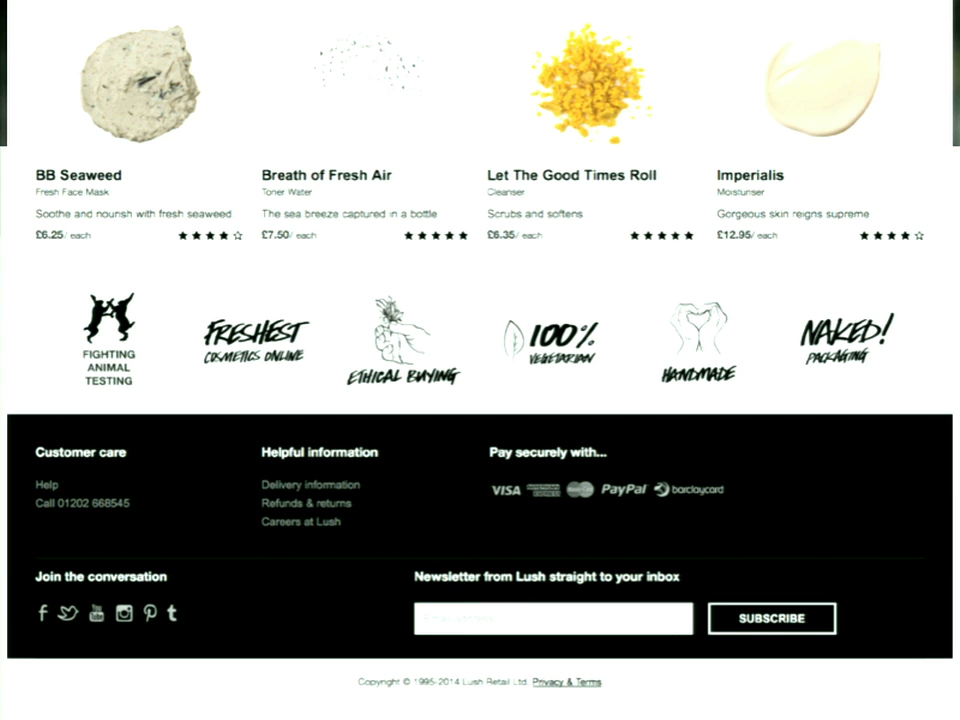 BB Seaweed
Fresh Face Mask
Soothe and nourish with fresh seaweed
£6.25/ each
Breath of Fresh Air
Toner Water
The sea breeze captured in a bottle
£7.50/ each
Let The Good Times Roll
Cleanser
Scrubs and softens
£6.35/ each
Imperialis
Moisturiser
Gorgeous skin reigns supreme
£12.95/ each
FIGHTING
ANIMAL
TESTING
FRESHEST
COSMETICS ONLINE
ETHICAL BUYING
100%
VEGETARIAN
HANDMADE
NAKED!
PACKAGING
Customer care
Help
Call 01202 668545
Helpful information
Delivery information
Refunds & returns
Careers at Lush
Pay securely with...
VISA AMERICAN EXPRESS MasterCard PayPal barclaycard
Join the conversation
Newsletter from Lush straight to your inbox
Email address
SUBSCRIBE
Copyright © 1995-2014 Lush Retail Ltd. Privacy & Terms